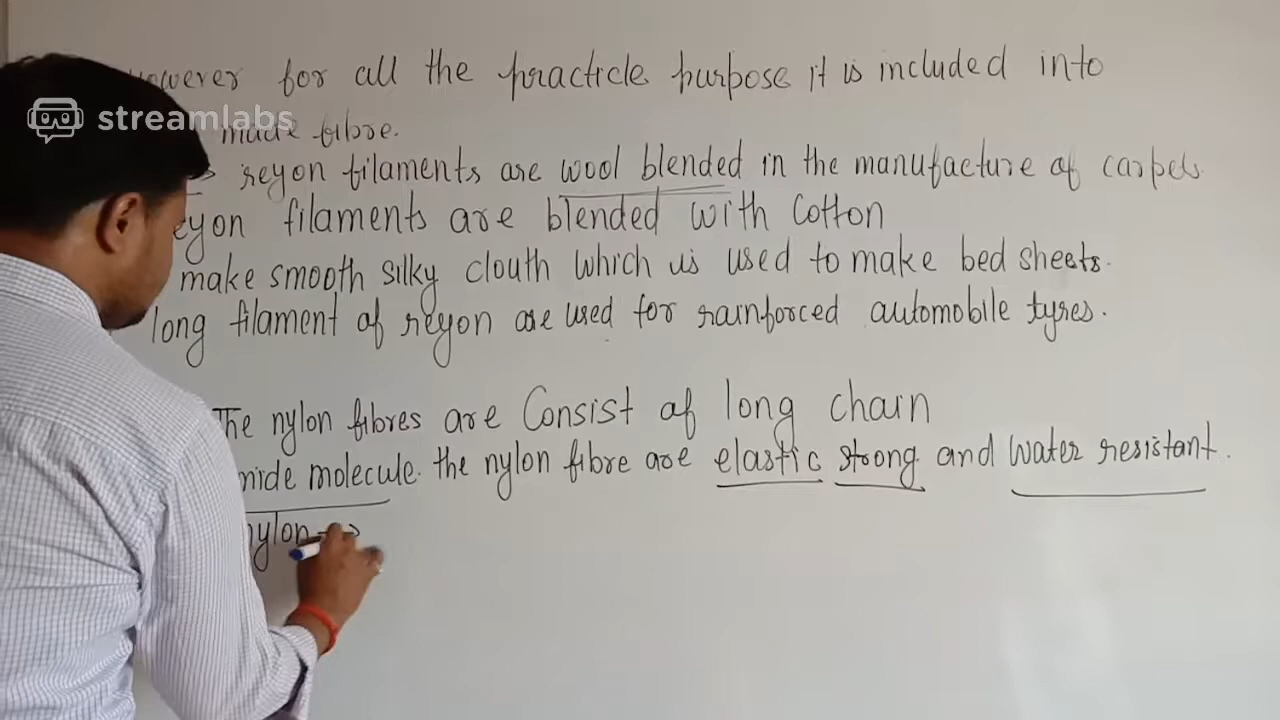 for all the practicle purpose it is included into
streamlabs
made fibre.
reyon filaments are wool blended in the manufacture of carpets
eyon filaments are blended with Cotton
make smooth silky clouth which is used to make bed sheets.
long filament of reyon are used for rainforced automobile tyres.
The nylon fibres are Consist of long chain
mide molecule. the nylon fibre are elastic strong and water resistant.
nylon →